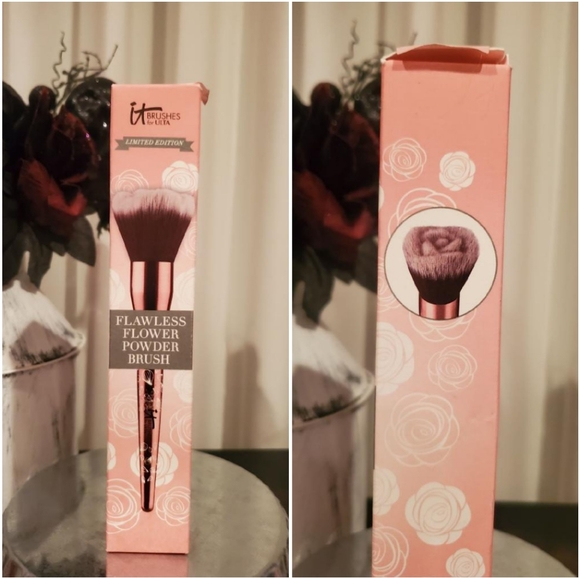 it BRUSHES
for ULTA
LIMITED EDITION
FLAWLESS
FLOWER
POWDER
BRUSH